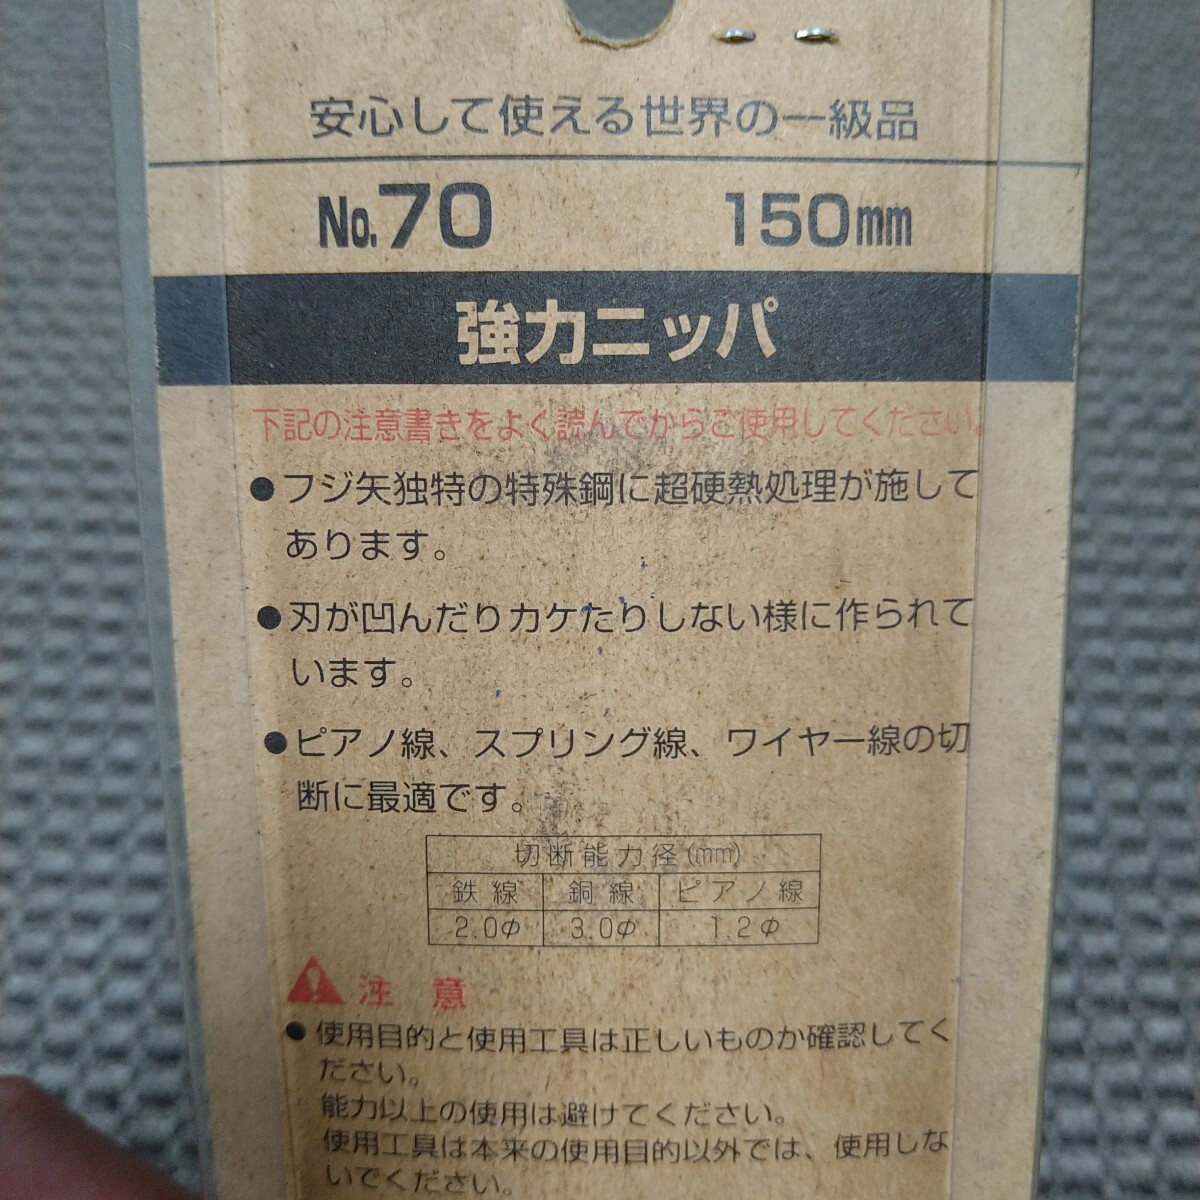 安心して使える世界の一級品
No.70 150mm
強力ニッパ
下記の注意書きをよく読んでからご使用してください。
●フジ矢独特の特殊鋼に超硬熱処理が施して
あります。
●刃が凹んだりカケたりしない様に作られて
います。
●ピアノ線、スプリング線、ワイヤー線の切
断に最適です。
切断能力径(mm)
鉄線 銅線 ピアノ線
2.0φ 3.0φ 1.2φ
注意
●使用目的と使用工具は正しいものか確認してく
ださい。
能力以上の使用は避けてください。
使用工具は本来の使用目的以外では、使用しな
いでください。